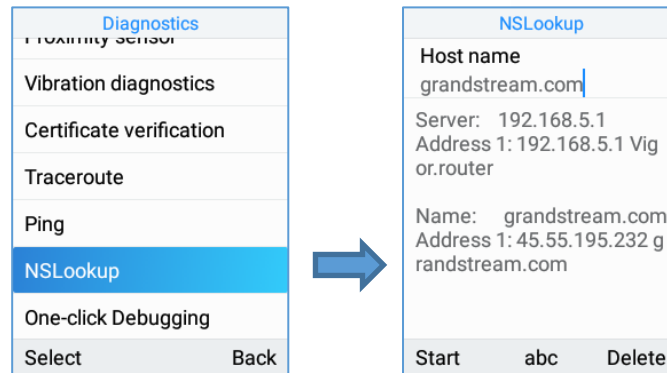 Diagnostics
Proximity sensor
Vibration diagnostics
Certificate verification
Traceroute
Ping
NSLookup
One-click Debugging
Select Back
NSLookup
Host name
grandstream.com
Server: 192.168.5.1
Address 1: 192.168.5.1 Vig
or.router
Name: grandstream.com
Address 1: 45.55.195.232 g
randstream.com
Start abc Delete